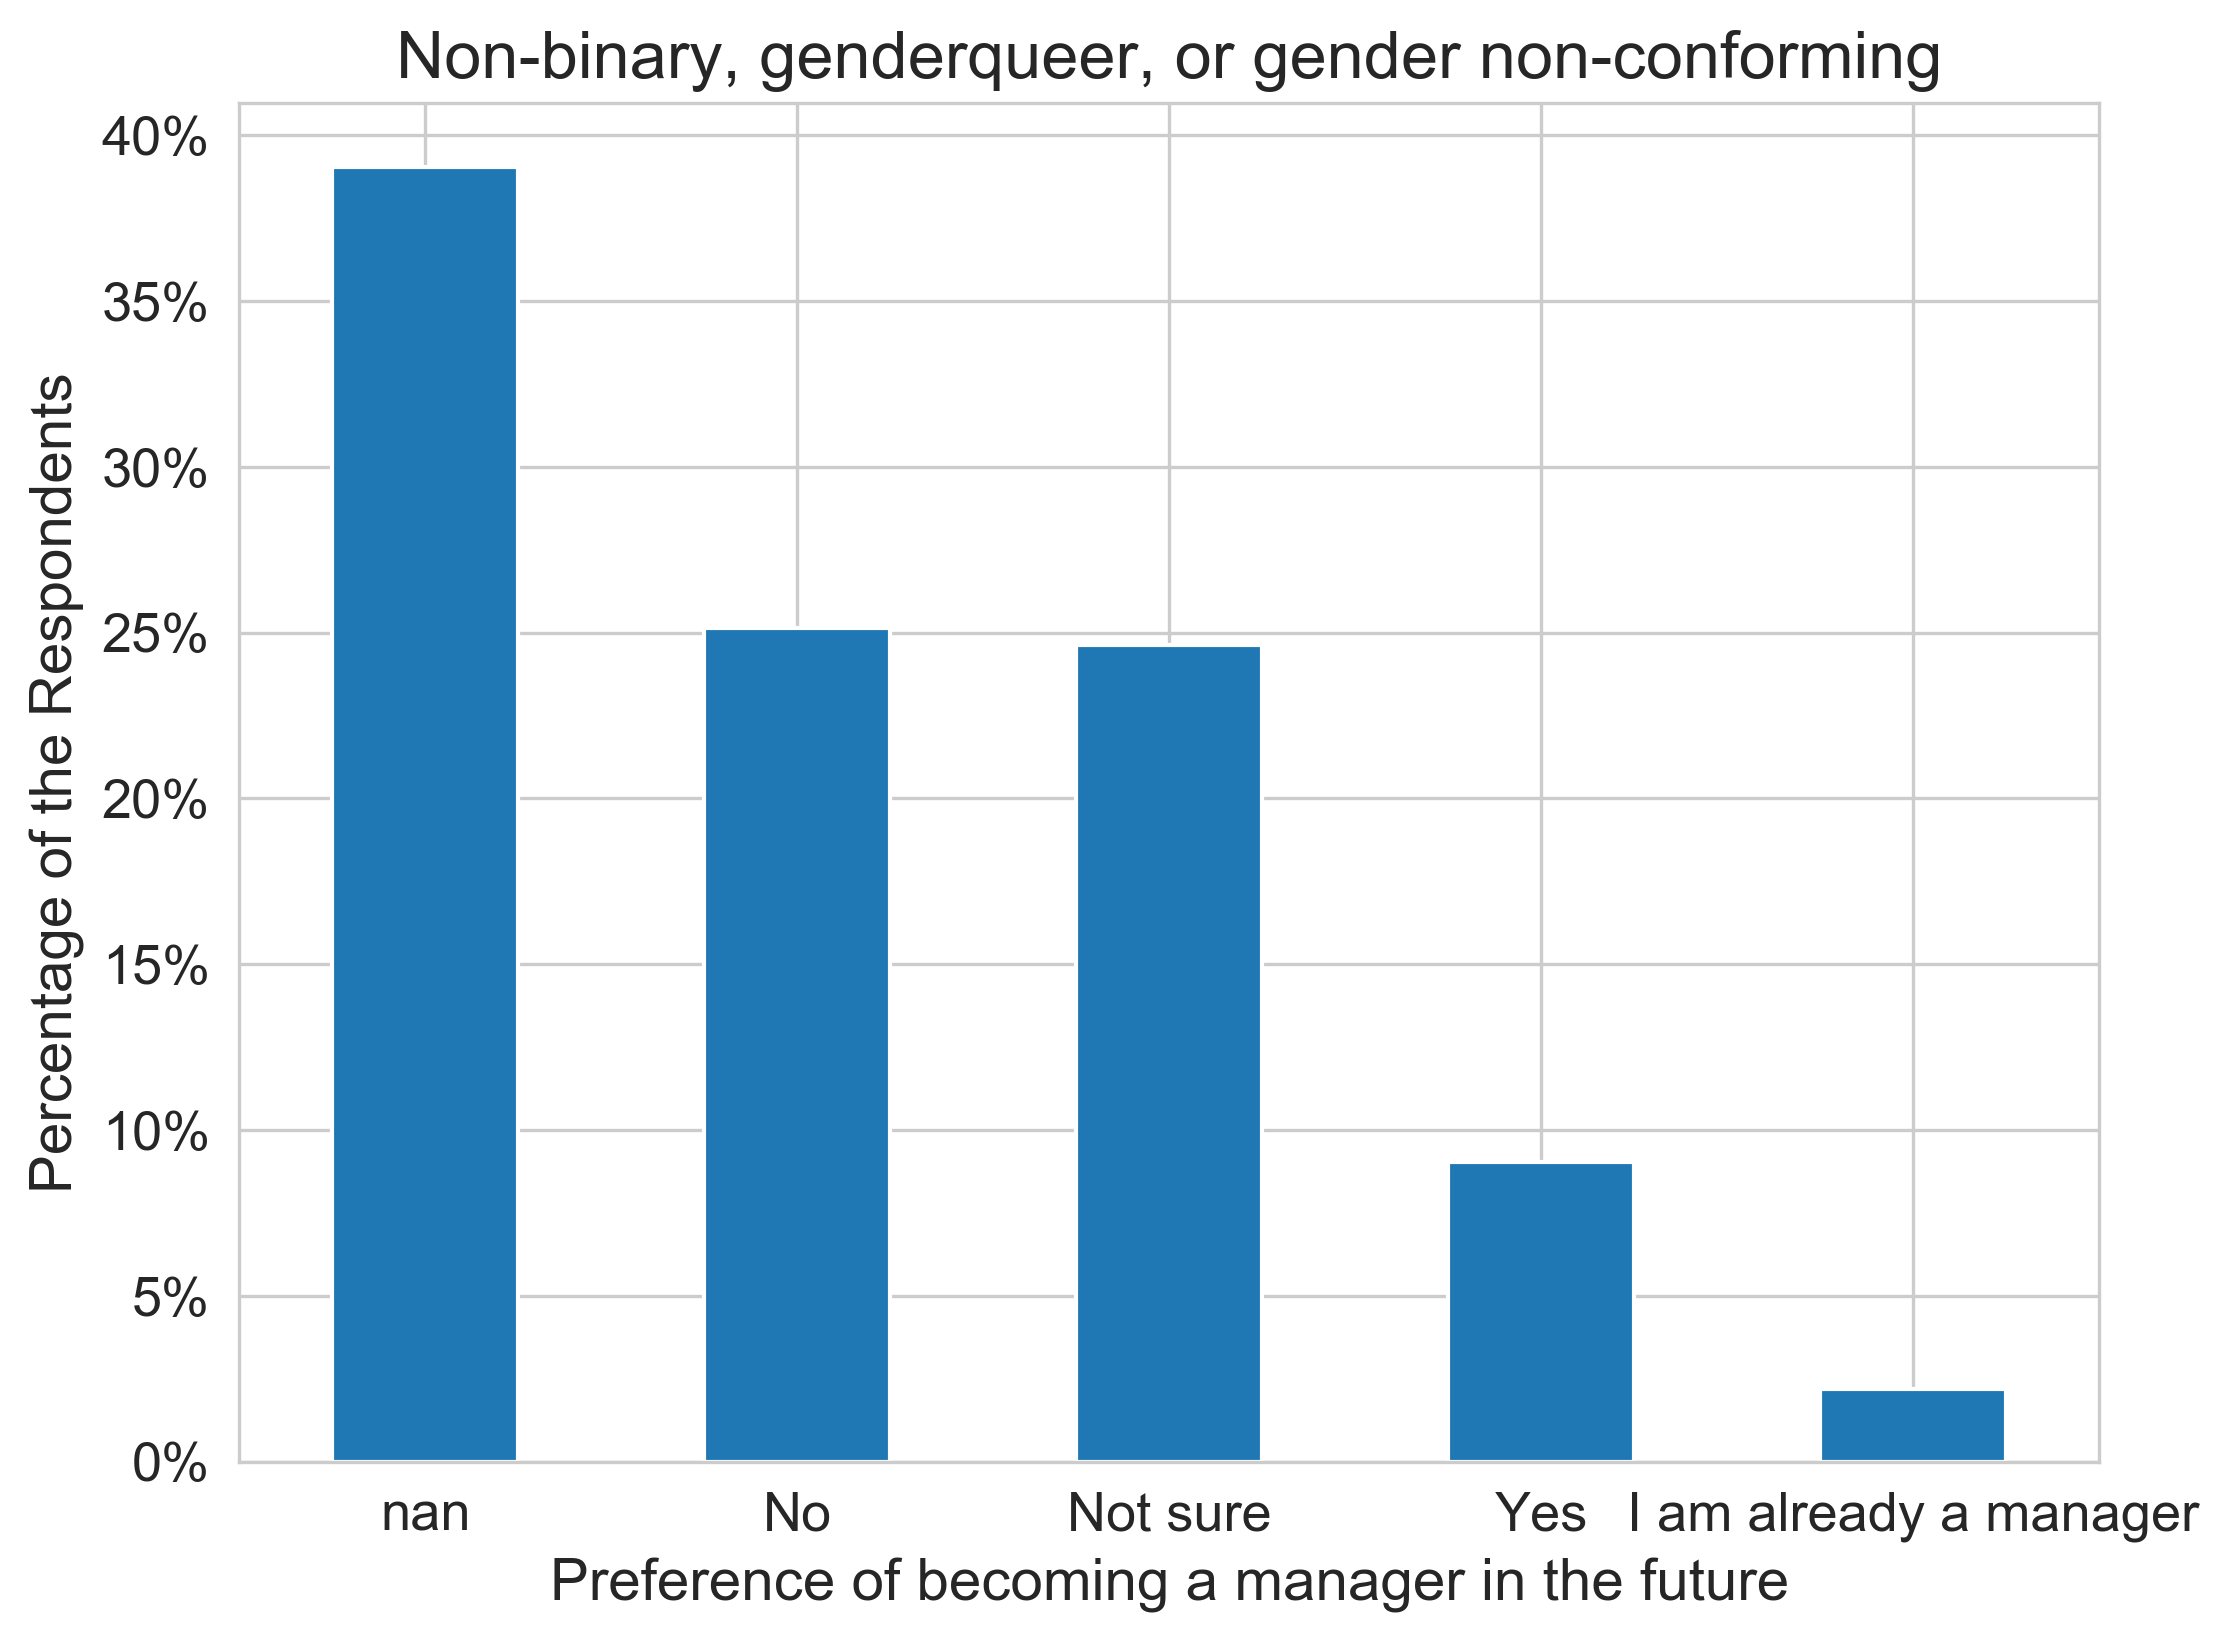 Non-binary, genderqueer, or gender non-conforming
40%
35%
30%
25%
20%
15%
10%
5%
0%
Percentage of the Respondents
nan No Not sure Yes I am already a manager
Preference of becoming a manager in the future